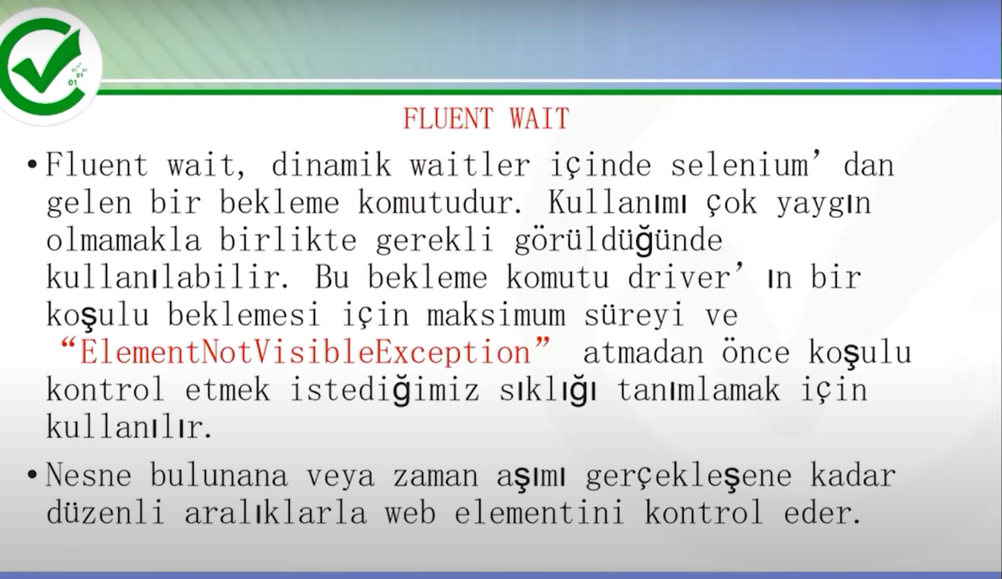 FLUENT WAIT
• Fluent wait, dinamik waitler içinde selenium’ dan
gelen bir bekleme komutudur. Kullanımı çok yaygın
olmamakla birlikte gerekli görüldüğünde
kullanılabilir. Bu bekleme komutu driver’ ın bir
koşulu beklemesi için maksimum süreyi ve
“ElementNotVisibleException” atmadan önce koşulu
kontrol etmek istediğimiz sıklığı tanımlamak için
kullanılır.
• Nesne bulunana veya zaman aşımı gerçekleşene kadar
düzenli aralıklarla web elementini kontrol eder.